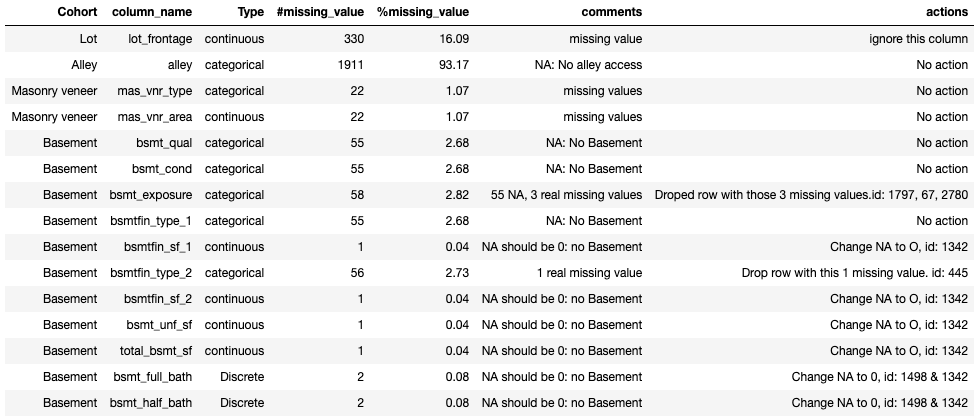 Cohort column_name Type #missing_value %missing_value comments actions
Lot lot_frontage continuous 330 16.09 missing value ignore this column
Alley alley categorical 1911 93.17 NA: No alley access No action
Masonry veneer mas_vnr_type categorical 22 1.07 missing values No action
Masonry veneer mas_vnr_area continuous 22 1.07 missing values No action
Basement bsmt_qual categorical 55 2.68 NA: No Basement No action
Basement bsmt_cond categorical 55 2.68 NA: No Basement No action
Basement bsmt_exposure categorical 58 2.82 55 NA, 3 real missing values Droped row with those 3 missing values.id: 1797, 67, 2780
Basement bsmtfin_type_1 categorical 55 2.68 NA: No Basement No action
Basement bsmtfin_sf_1 continuous 1 0.04 NA should be 0: no Basement Change NA to O, id: 1342
Basement bsmtfin_type_2 categorical 56 2.73 1 real missing value Drop row with this 1 missing value. id: 445
Basement bsmtfin_sf_2 continuous 1 0.04 NA should be 0: no Basement Change NA to O, id: 1342
Basement bsmt_unf_sf continuous 1 0.04 NA should be 0: no Basement Change NA to O, id: 1342
Basement total_bsmt_sf continuous 1 0.04 NA should be 0: no Basement Change NA to O, id: 1342
Basement bsmt_full_bath Discrete 2 0.08 NA should be 0: no Basement Change NA to 0, id: 1498 & 1342
Basement bsmt_half_bath Discrete 2 0.08 NA should be 0: no Basement Change NA to 0, id: 1498 & 1342